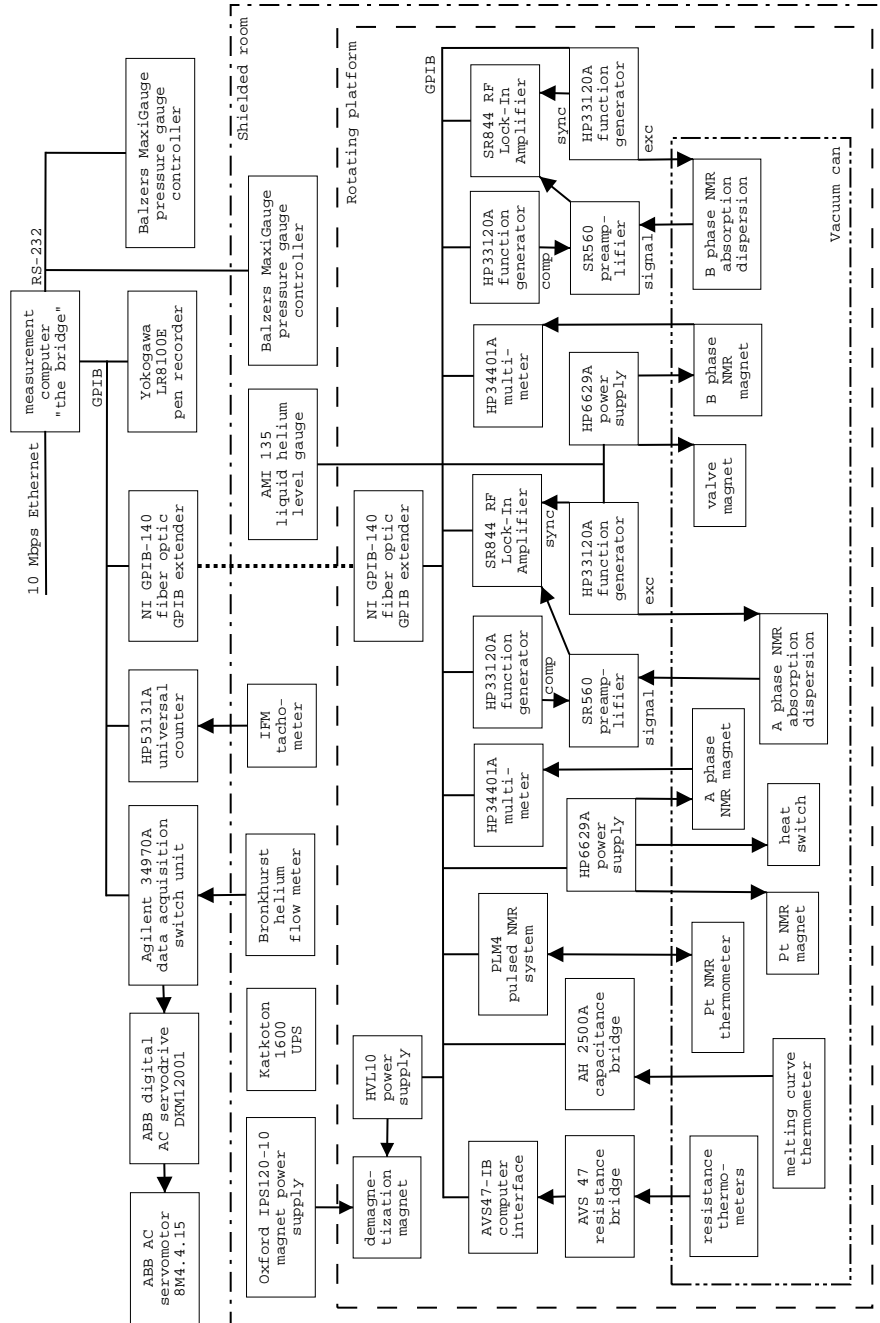 10 Mbps Ethernet
measurement
computer
"the bridge"
RS-232
GPIB
Balzers MaxiGauge
pressure gauge
controller
ABB AC
servomotor
8M4.4.15
ABB digital
AC servodrive
DKM12001
Agilent 34970A
data acquisition
switch unit
HP53131A
universal
counter
NI GPIB-140
fiber optic
GPIB extender
Yokogawa
LR8100E
pen recorder
Shielded room
Oxford IPS120-10
magnet power
supply
Katkoton
1600
UPS
Bronkhurst
helium
flow meter
IFM
tacho-
meter
AMI 135
liquid helium
level gauge
Balzers MaxiGauge
pressure gauge
controller
Rotating platform
demagne-
tization
magnet
HVL10
power
supply
NI GPIB-140
fiber optic
GPIB extender
GPIB
AVS47-IB
computer
interface
PLM4
pulsed NMR
system
HP34401A
multi-
meter
HP33120A
function
generator
comp
SR844 RF
Lock-In
Amplifier
sync
HP34401A
multi-
meter
HP33120A
function
generator
comp
SR844 RF
Lock-In
Amplifier
sync
AVS 47
resistance
bridge
AH 2500A
capacitance
bridge
HP6629A
power
supply
SR560
preamp-
lifier
signal
HP33120A
function
generator
exc
HP6629A
power
supply
SR560
preamp-
lifier
signal
HP33120A
function
generator
exc
Vacuum can
resistance
thermo-
meters
melting curve
thermometer
Pt NMR
thermometer
Pt NMR
magnet
heat
switch
A phase
NMR magnet
A phase NMR
absorption
dispersion
valve
magnet
B phase
NMR
magnet
B phase NMR
absorption
dispersion